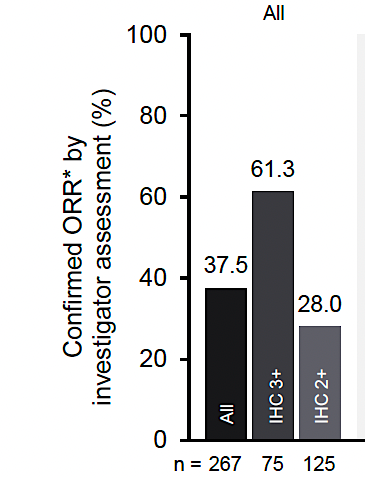 All
Confirmed ORR* by
investigator assessment (%)
100
80
60
40
20
0
37.5
61.3
28.0
All
IHC 3+
IHC 2+
n = 267 75 125